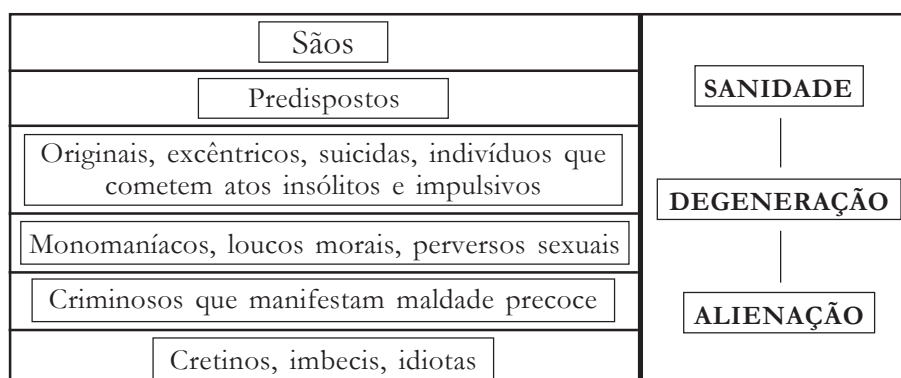 Sãos
Predispostos
Originais, excêntricos, suicidas, indivíduos que
cometem atos insólitos e impulsivos
Monomaníacos, loucos morais, perversos sexuais
Criminosos que manifestam maldade precoce
Cretinos, imbecis, idiotas
SANIDADE
DEGENERAÇÃO
ALIENAÇÃO